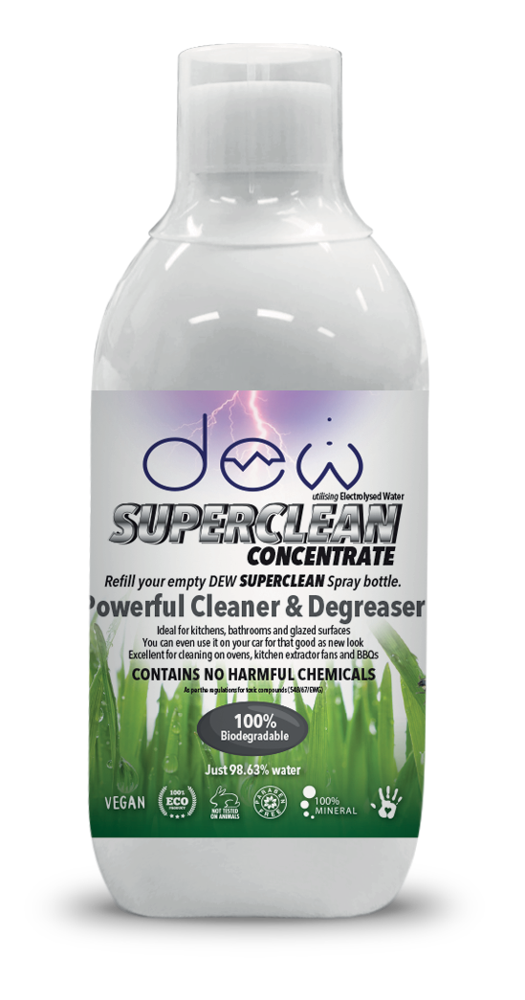 dew
utilising Electrolysed Water
SUPERCLEAN
CONCENTRATE
Refill your empty DEW SUPERCLEAN Spray bottle.
Powerful Cleaner & Degreaser
Ideal for kitchens, bathrooms and glazed surfaces
You can even use it on your car for that good as new look
Excellent for cleaning on ovens, kitchen extractor fans and BBQs
CONTAINS NO HARMFUL CHEMICALS
As per the regulations for toxic compounds (548/67/EWG)
100%
Biodegradable
Just 98.63% water
VEGAN
100%
ECO
PRODUCT
NOT TESTED
ON ANIMALS
PARABEN
FREE
100%
MINERAL